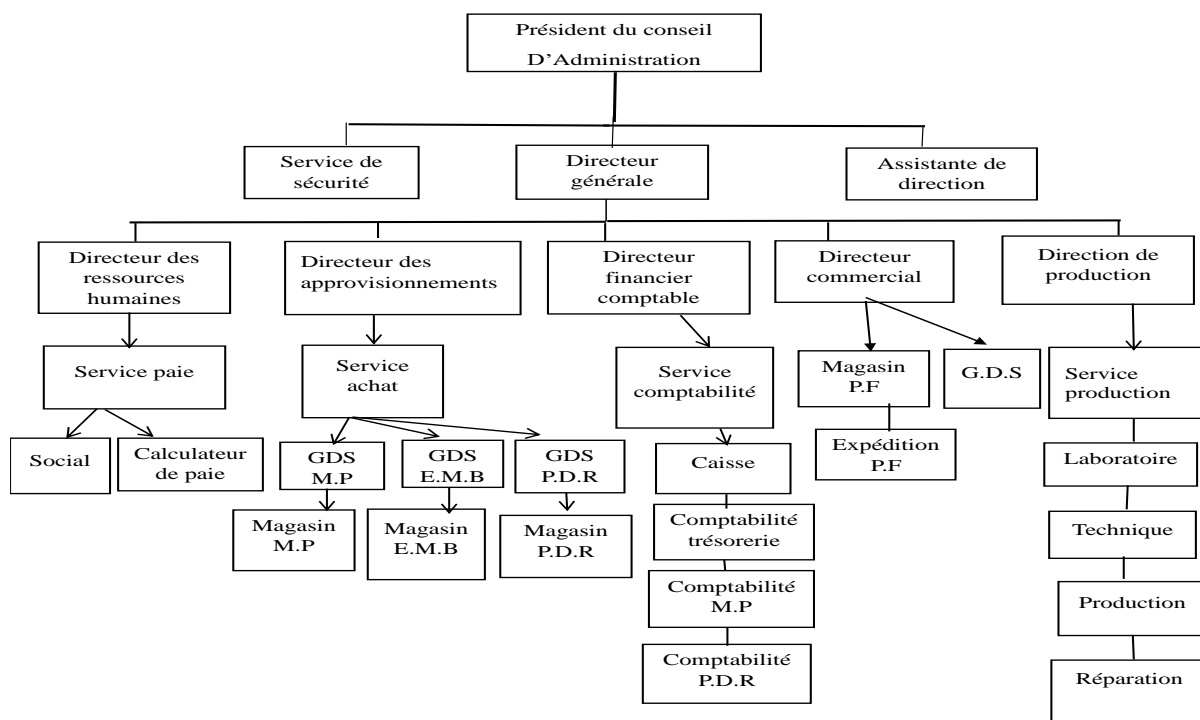 Président du conseil
D’Administration
Service de
sécurité
Directeur
générale
Assistante de
direction
Directeur des
ressources
humaines
Directeur des
approvisionnements
Directeur
financier
comptable
Directeur
commercial
Direction de
production
Service paie
Service
achat
Service
comptabilité
Magasin
P.F
G.D.S
Service
production
Social
Calculateur
de paie
GDS
M.P
GDS
E.M.B
GDS
P.D.R
Caisse
Expédition
P.F
Laboratoire
Magasin
M.P
Magasin
E.M.B
Magasin
P.D.R
Comptabilité
trésorerie
Technique
Comptabilité
M.P
Production
Comptabilité
P.D.R
Réparation